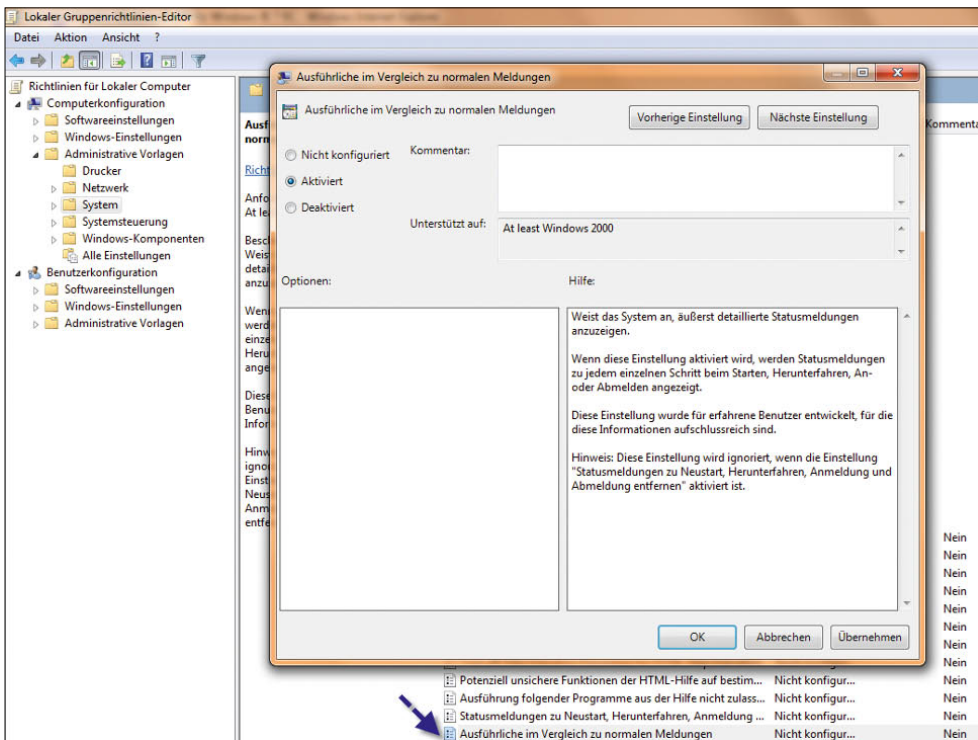 Lokaler Gruppenrichtlinien-Editor
Datei Aktion Ansicht ?
Richtlinien für Lokaler Computer
Computerkonfiguration
Softwareeinstellungen
Windows-Einstellungen
Administrative Vorlagen
Drucker
Netzwerk
System
Systemsteuerung
Windows-Komponenten
Alle Einstellungen
Benutzerkonfiguration
Softwareeinstellungen
Windows-Einstellungen
Administrative Vorlagen
Ausführliche im Vergleich zu normalen Meldungen
Ausführliche im Vergleich zu normalen Meldungen
Vorherige Einstellung
Nächste Einstellung
Nicht konfiguriert
Aktiviert
Deaktiviert
Kommentar:
Unterstützt auf:
At least Windows 2000
Optionen:
Hilfe:
Weist das System an, äußerst detaillierte Statusmeldungen
anzuzeigen.
Wenn diese Einstellung aktiviert wird, werden Statusmeldungen
zu jedem einzelnen Schritt beim Starten, Herunterfahren, An-
oder Abmelden angezeigt.
Diese Einstellung wurde für erfahrene Benutzer entwickelt, für die
diese Informationen aufschlussreich sind.
Hinweis: Diese Einstellung wird ignoriert, wenn die Einstellung
"Statusmeldungen zu Neustart, Herunterfahren, Anmeldung und
Abmeldung entfernen" aktiviert ist.
OK
Abbrechen
Übernehmen
Nein
Nein
Nein
Nein
Nein
Nein
Nein
Nein
Potenziell unsichere Funktionen der HTML-Hilfe auf bestim... Nicht konfigur... Nein
Ausführung folgender Programme aus der Hilfe nicht zulass... Nicht konfigur... Nein
Statusmeldungen zu Neustart, Herunterfahren, Anmeldung ... Nicht konfigur... Nein
Ausführliche im Vergleich zu normalen Meldungen Nicht konfigur... Nein